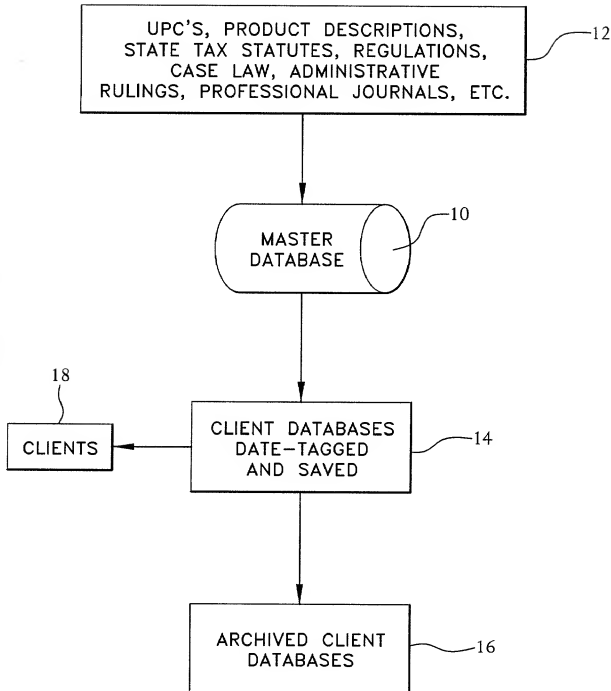 UPC'S, PRODUCT DESCRIPTIONS,
STATE TAX STATUTES, REGULATIONS,
CASE LAW, ADMINISTRATIVE
RULINGS, PROFESSIONAL JOURNALS, ETC.
12
MASTER
DATABASE
10
18
CLIENTS
CLIENT DATABASES
DATE-TAGGED
AND SAVED
14
ARCHIVED CLIENT
DATABASES
16